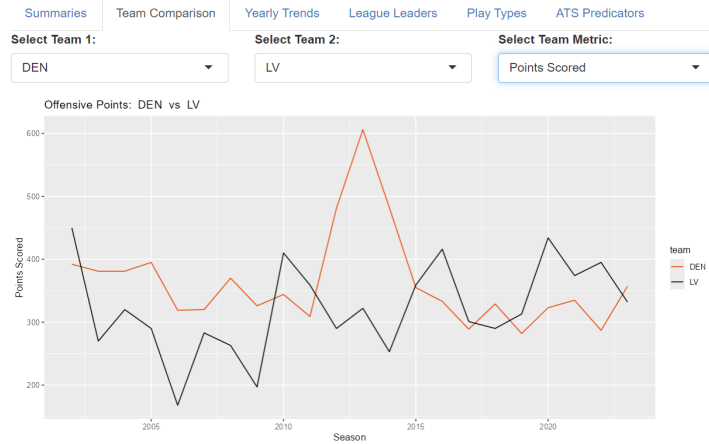 Summaries Team Comparison Yearly Trends League Leaders Play Types ATS Predicators
Select Team 1: Select Team 2: Select Team Metric:
DEN LV Points Scored
Offensive Points: DEN vs LV
600
500
400
300
200
Points Scored
2005 2010 2015 2020
Season
team
DEN
LV